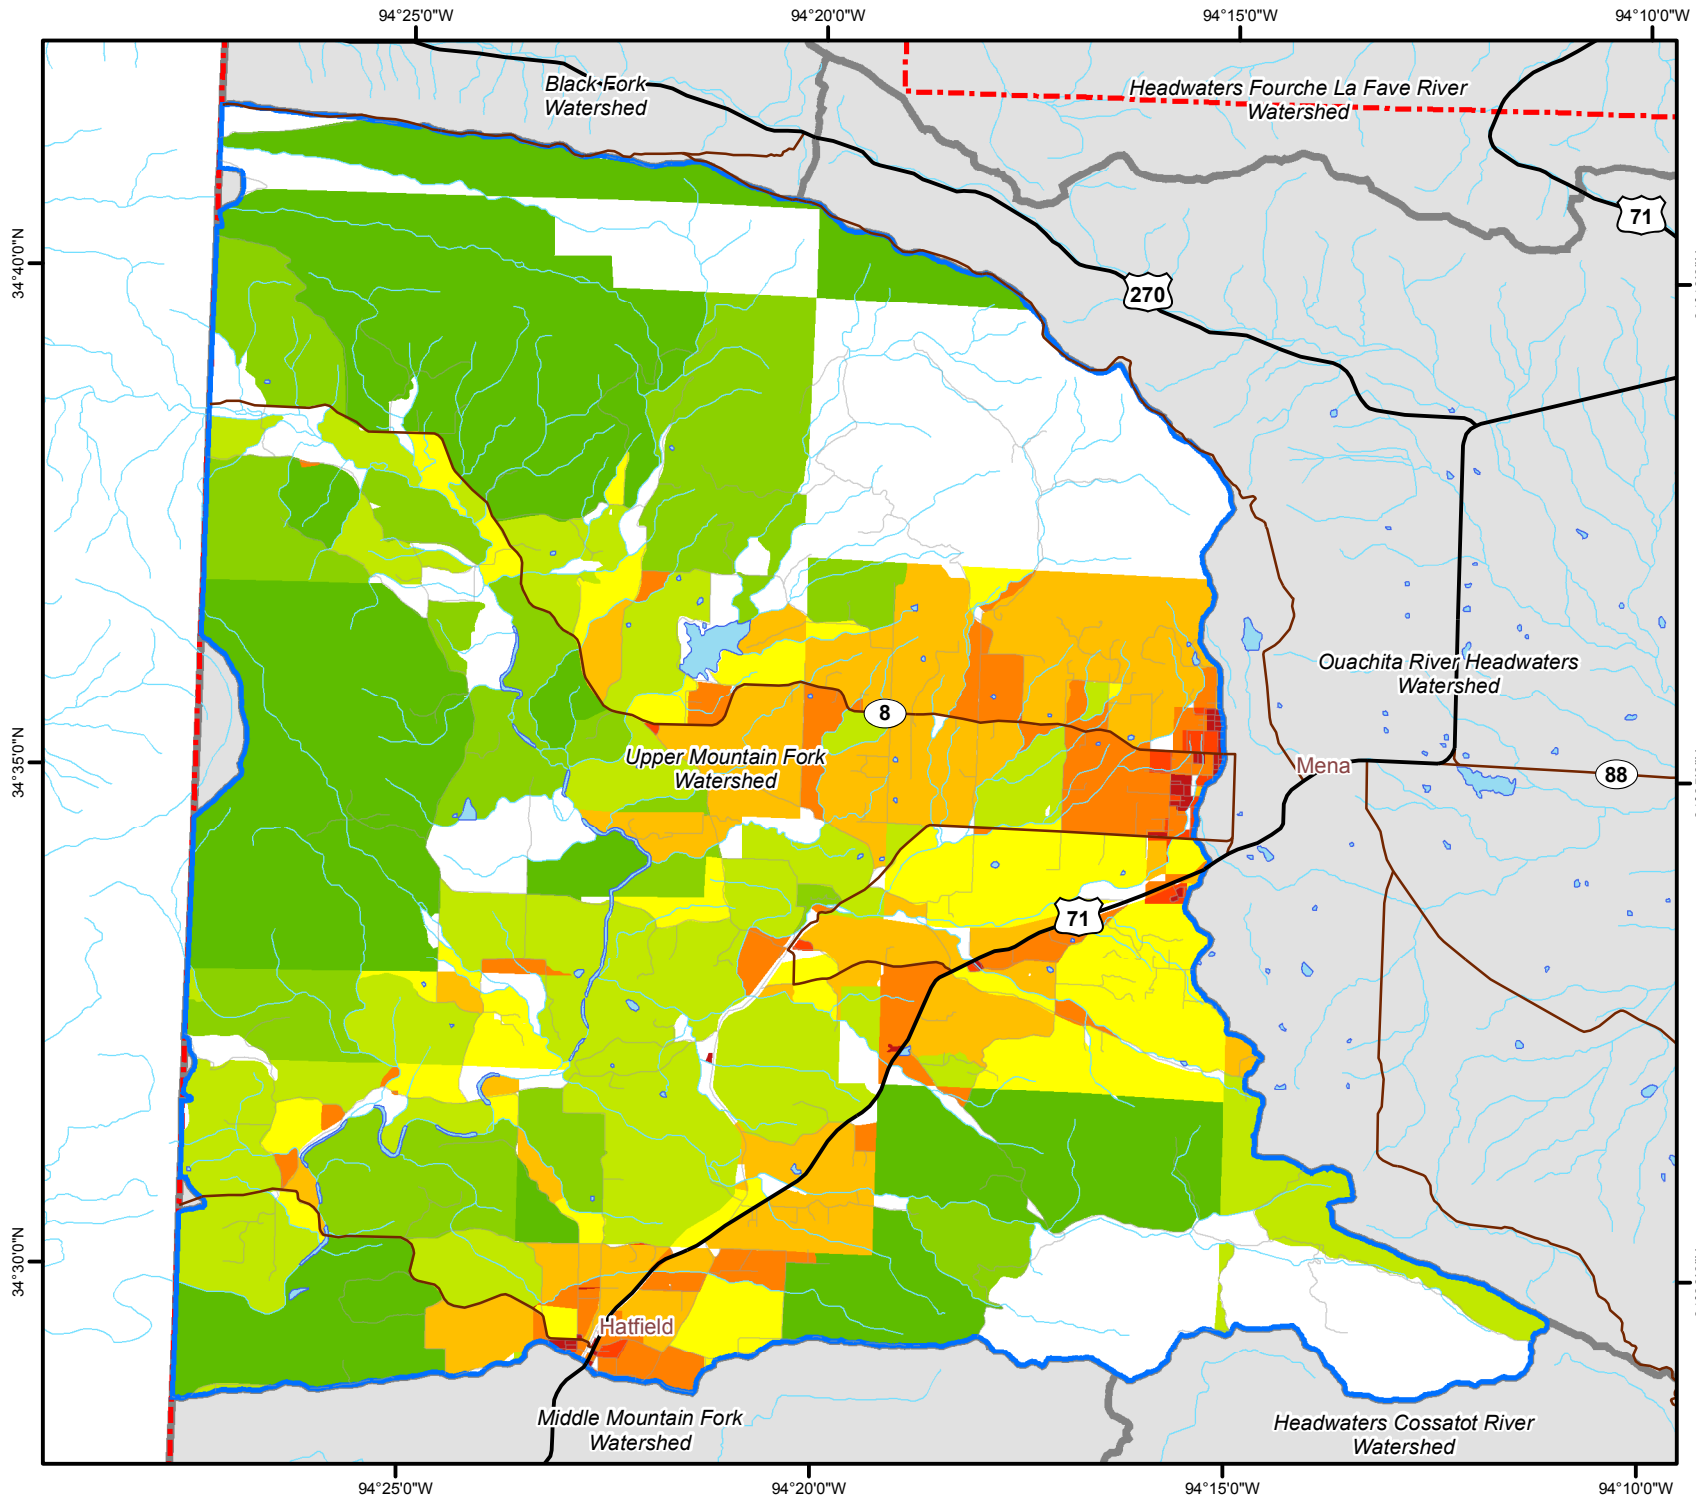 94°25'0"W
94°20'0"W
94°15'0"W
94°10'0"W
Black Fork
Watershed
Headwaters Fourche La Fave River
Watershed
71
34°40'0"N
270
Ouachita River Headwaters
Watershed
8
34°35'0"N
Upper Mountain Fork
Watershed
Mena
88
71
34°30'0"N
Hatfield
Middle Mountain Fork
Watershed
Headwaters Cossatot River
Watershed
94°25'0"W
94°20'0"W
94°15'0"W
94°10'0"W